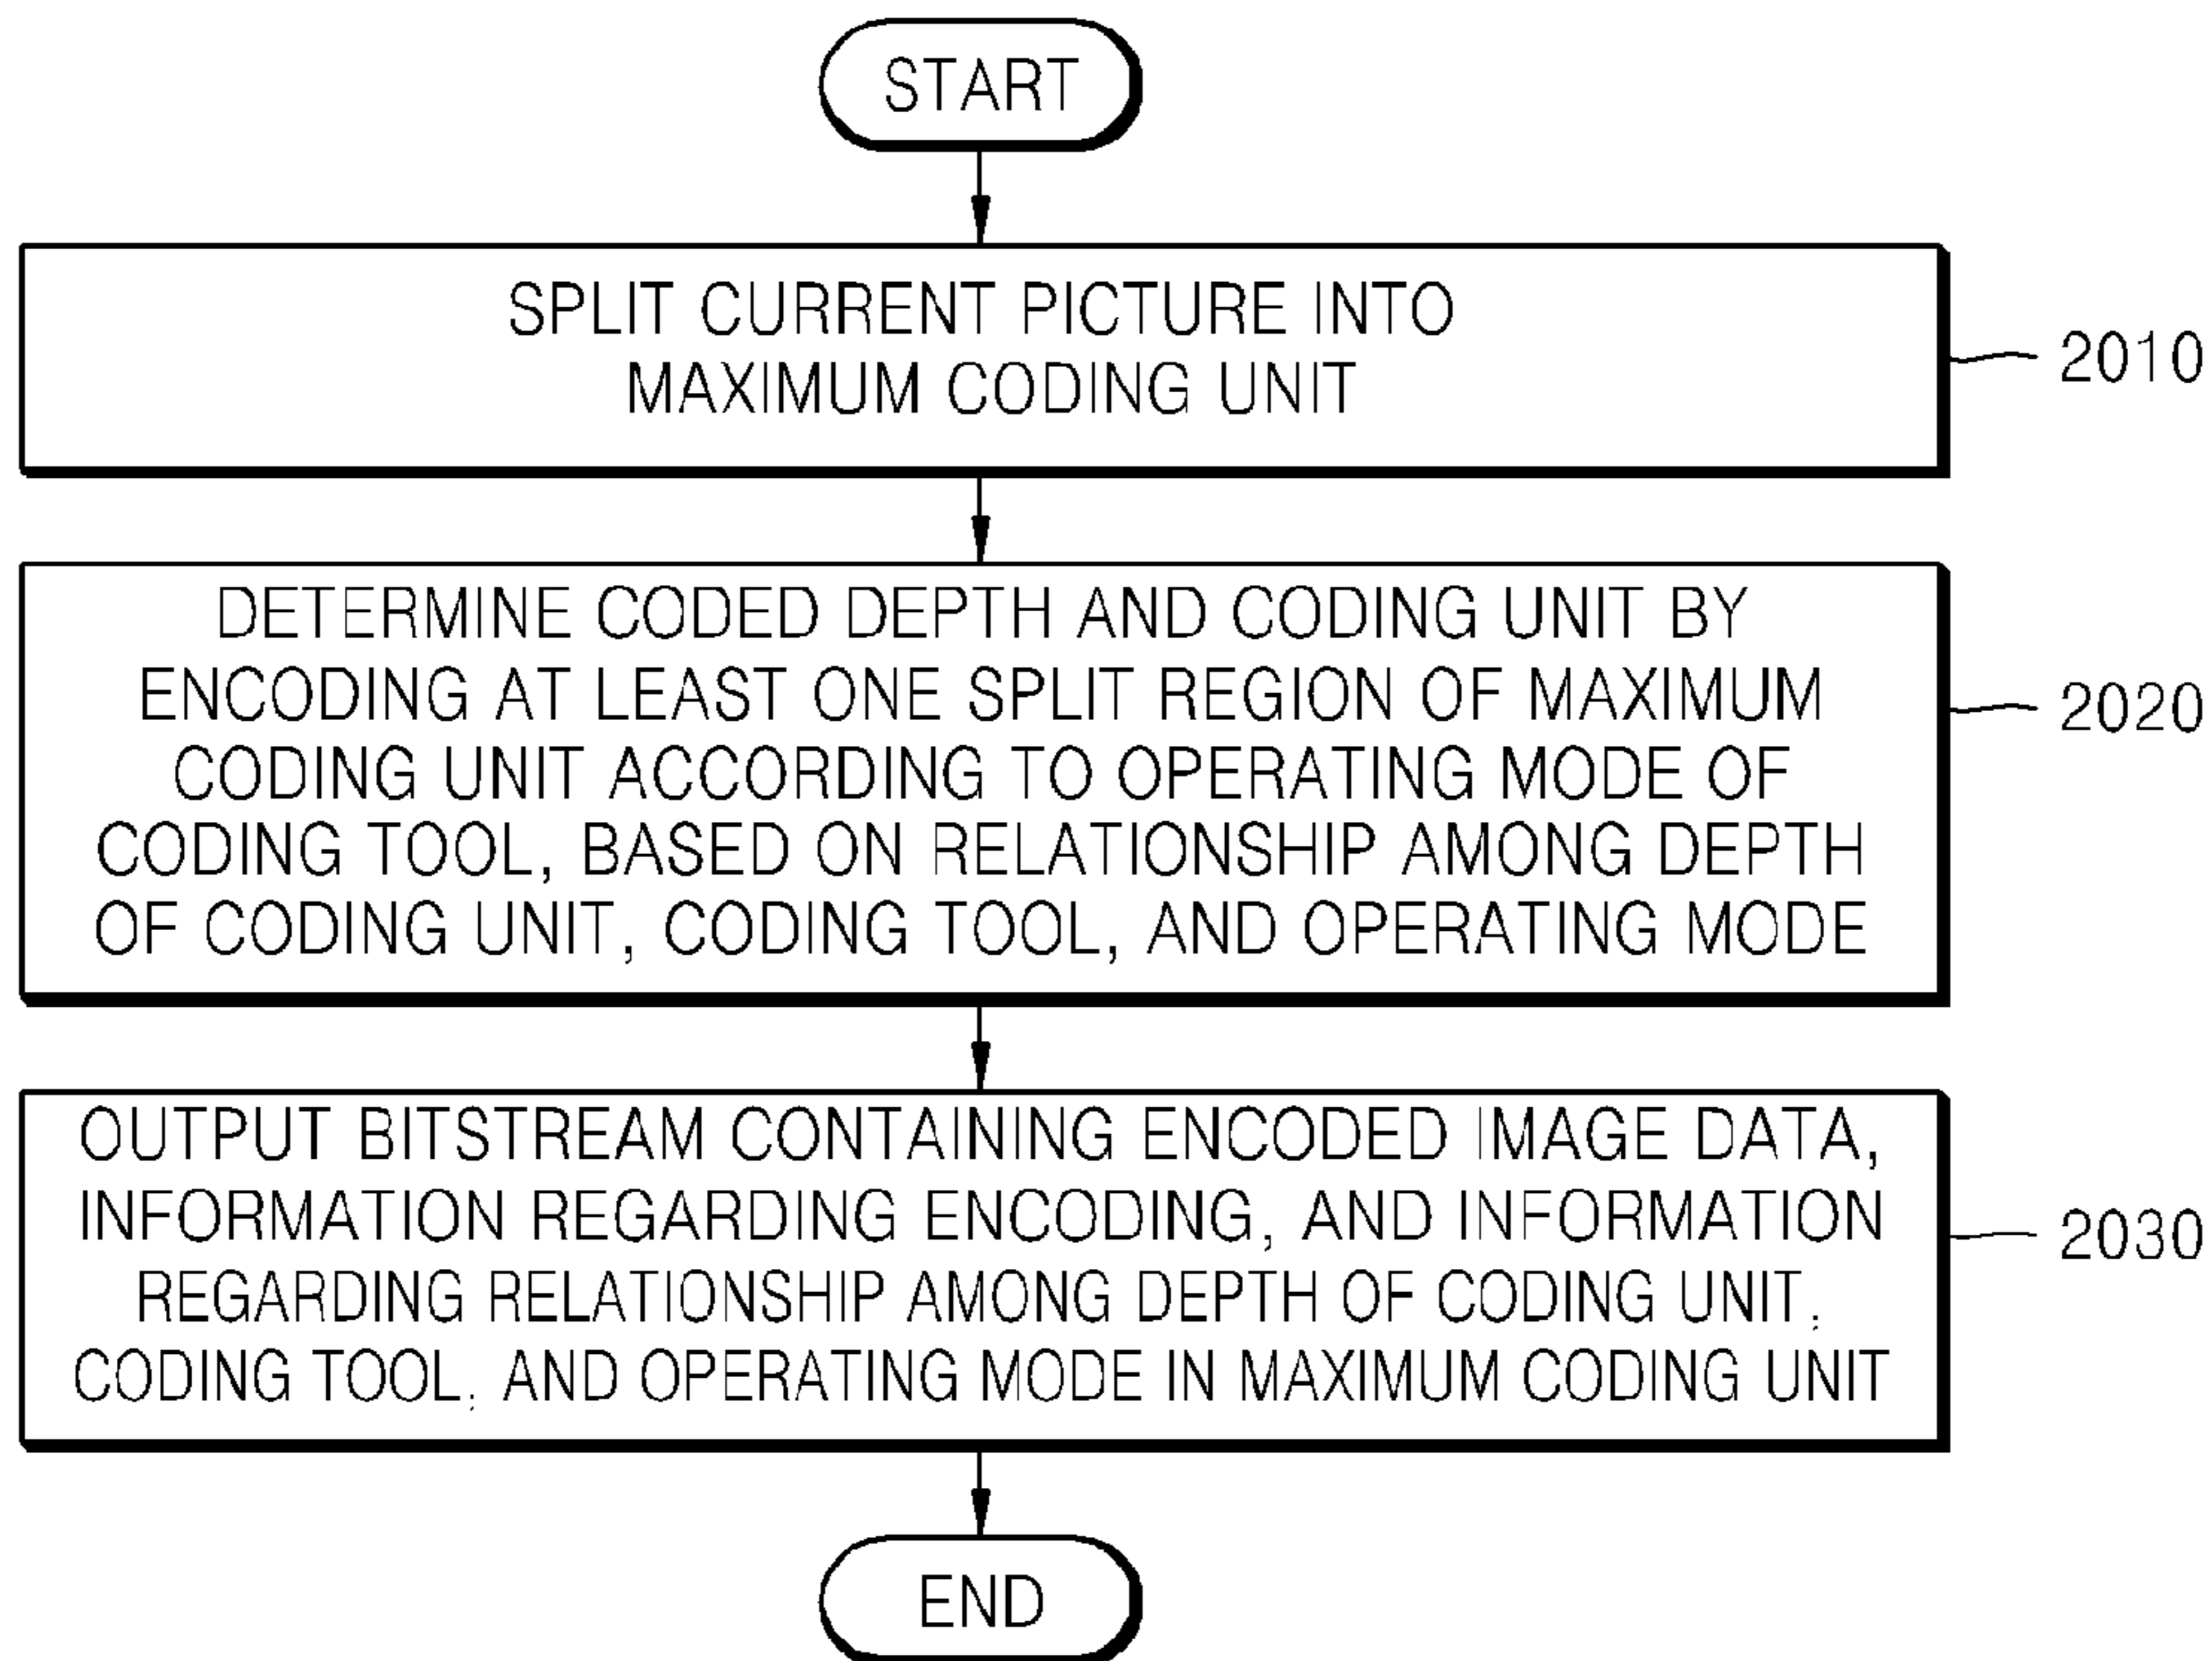 START
SPLIT CURRENT PICTURE INTO
MAXIMUM CODING UNIT
2010
DETERMINE CODED DEPTH AND CODING UNIT BY
ENCODING AT LEAST ONE SPLIT REGION OF MAXIMUM
CODING UNIT ACCORDING TO OPERATING MODE OF
CODING TOOL, BASED ON RELATIONSHIP AMONG DEPTH
OF CODING UNIT, CODING TOOL, AND OPERATING MODE
2020
OUTPUT BITSTREAM CONTAINING ENCODED IMAGE DATA,
INFORMATION REGARDING ENCODING, AND INFORMATION
REGARDING RELATIONSHIP AMONG DEPTH OF CODING UNIT,
CODING TOOL, AND OPERATING MODE IN MAXIMUM CODING UNIT
2030
END